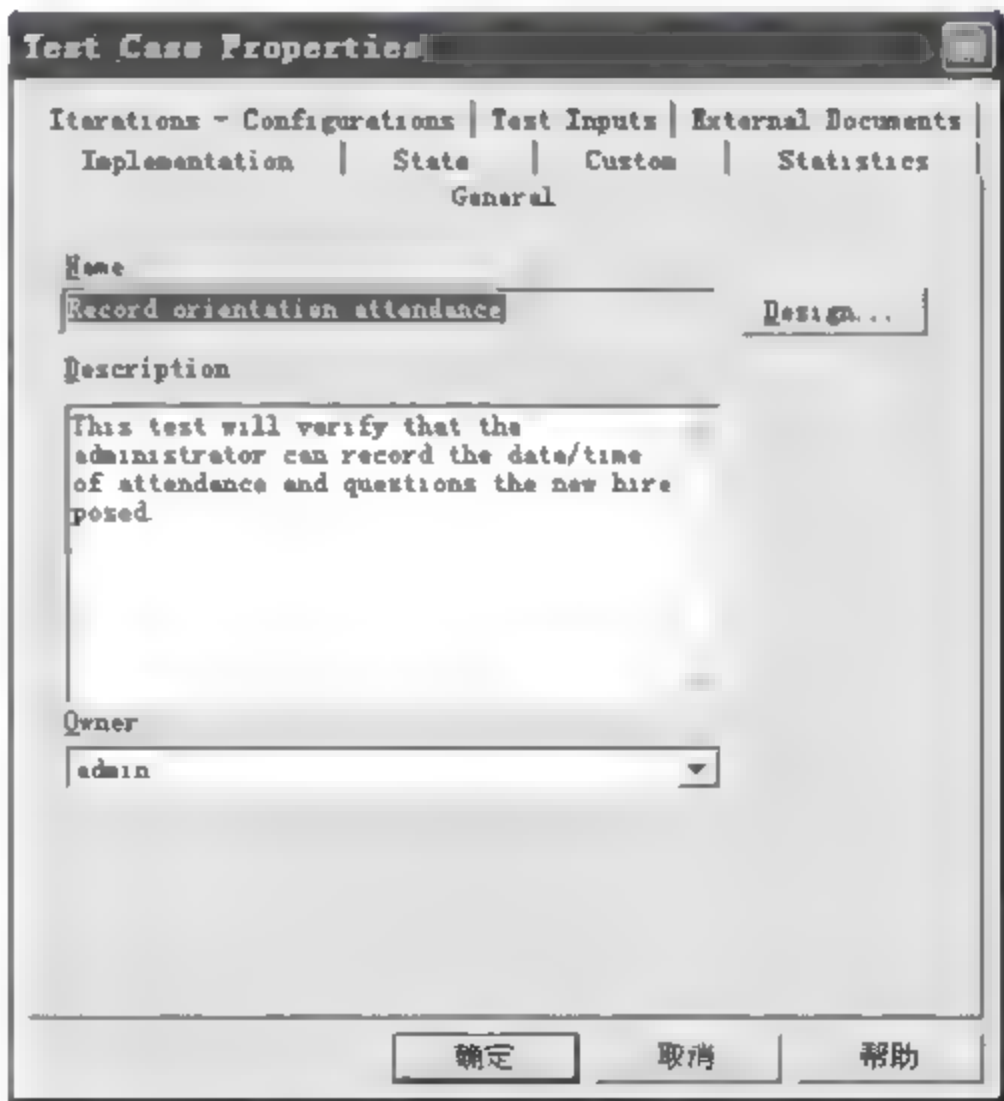 Test Case Properties
Iterations - Configurations Test Inputs External Documents
Implementation State Custom Statistics
General
Name
Record orientation attendance
Design...
Description
This test will verify that the
administrator can record the date/time
of attendance and questions the new hire
posed
Owner
admin
确定 取消 帮助